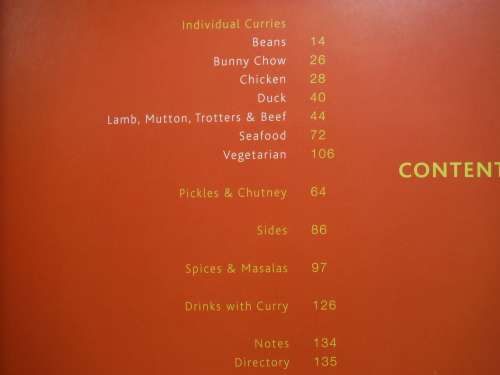 Individual Curries
Beans 14
Bunny Chow 26
Chicken 28
Duck 40
Lamb, Mutton, Trotters & Beef 44
Seafood 72
Vegetarian 106
CONTENT
Pickles & Chutney 64
Sides 86
Spices & Masalas 97
Drinks with Curry 126
Notes 134
Directory 135